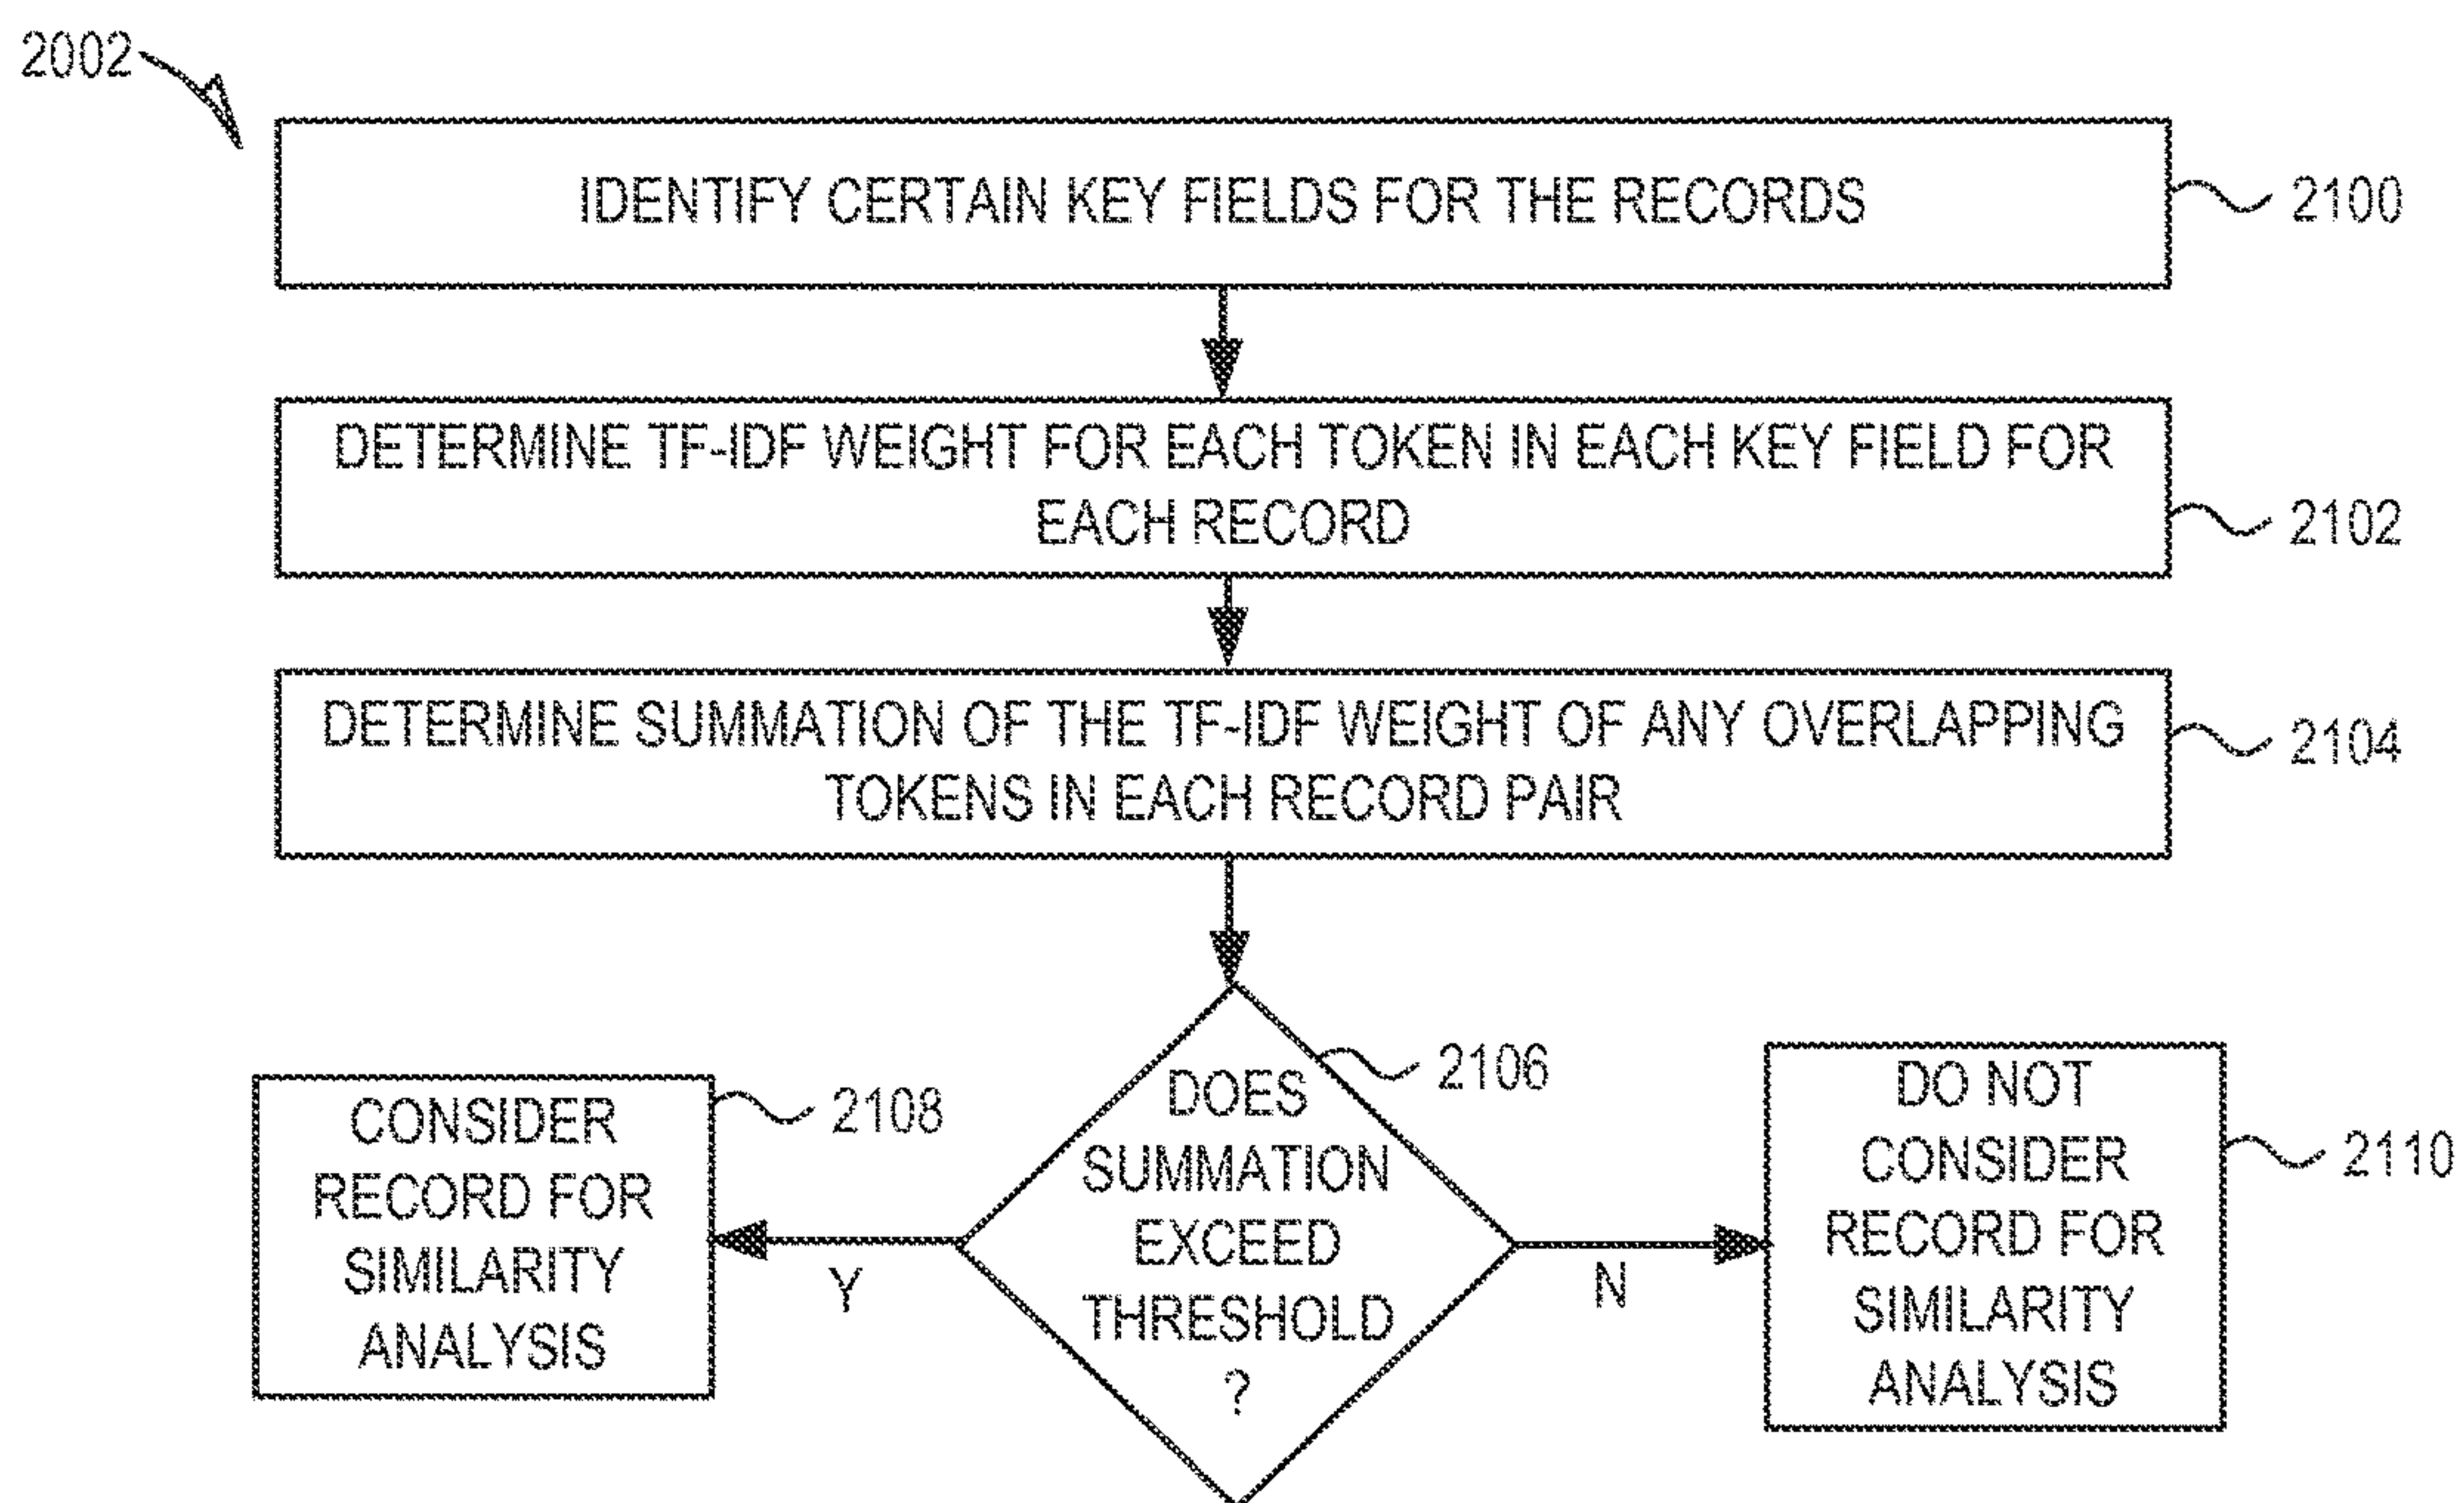 2002
IDENTIFY CERTAIN KEY FIELDS FOR THE RECORDS
2100
DETERMINE TF-IDF WEIGHT FOR EACH TOKEN IN EACH KEY FIELD FOR
EACH RECORD
2102
DETERMINE SUMMATION OF THE TF-IDF WEIGHT OF ANY OVERLAPPING
TOKENS IN EACH RECORD PAIR
2104
DOES
SUMMATION
EXCEED
THRESHOLD
?
2106
Y
CONSIDER
RECORD FOR
SIMILARITY
ANALYSIS
2108
N
DO NOT
CONSIDER
RECORD FOR
SIMILARITY
ANALYSIS
2110